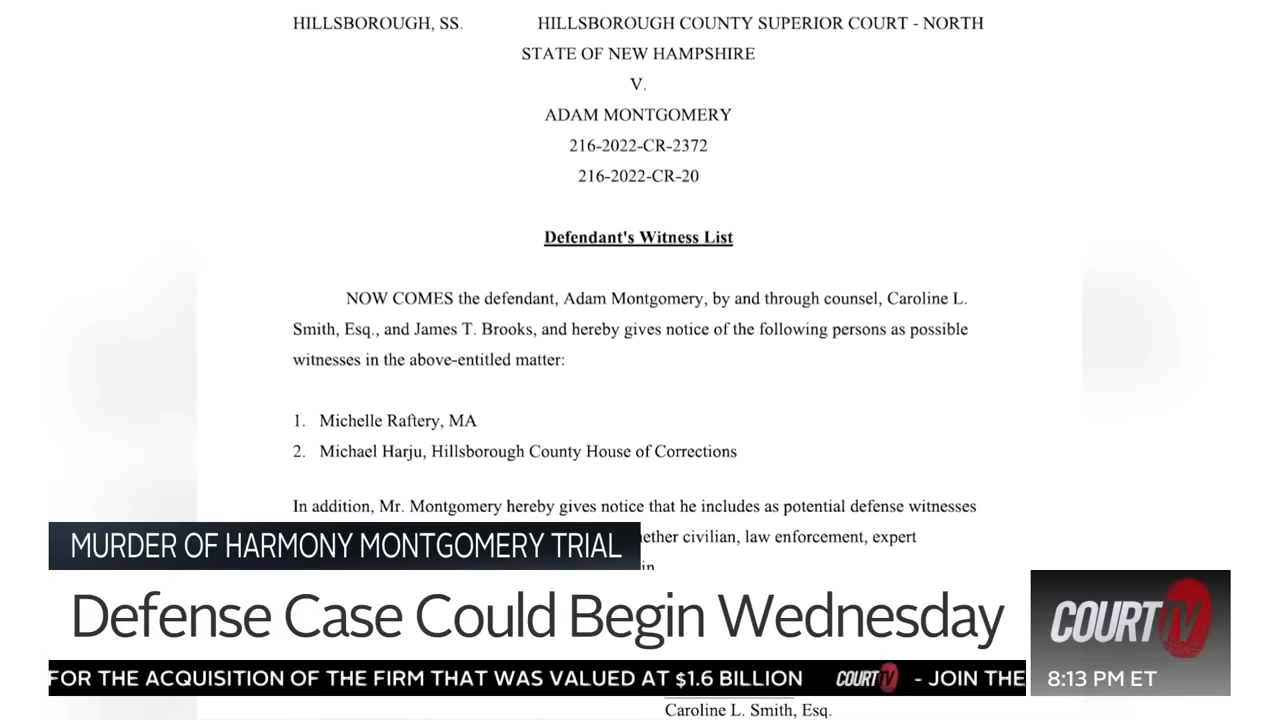 HILLSBOROUGH, SS. HILLSBOROUGH COUNTY SUPERIOR COURT - NORTH
STATE OF NEW HAMPSHIRE
V.
ADAM MONTGOMERY
216-2022-CR-2372
216-2022-CR-20
Defendant's Witness List
NOW COMES the defendant, Adam Montgomery, by and through counsel, Caroline L.
Smith, Esq., and James T. Brooks, and hereby gives notice of the following persons as possible
witnesses in the above-entitled matter:
1. Michelle Raftery, MA
2. Michael Harju, Hillsborough County House of Corrections
In addition, Mr. Montgomery hereby gives notice that he includes as potential defense witnesses
civilian, law enforcement, expert
MURDER OF HARMONY MONTGOMERY TRIAL
Defense Case Could Begin Wednesday
COURT TV
FOR THE ACQUISITION OF THE FIRM THAT WAS VALUED AT $1.6 BILLION COURT TV - JOIN THE
8:13 PM ET
Caroline L. Smith, Esq.